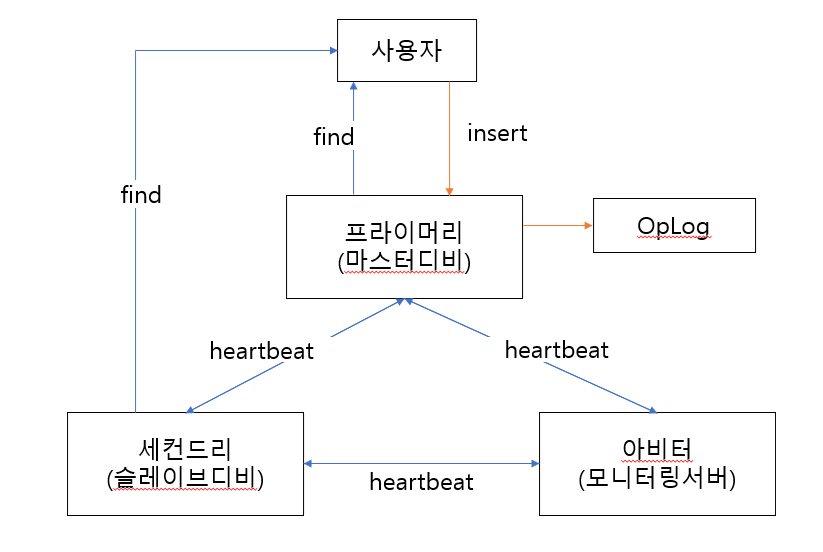 사용자
find
insert
find
프라이머리
(마스터디비)
OpLog
heartbeat
heartbeat
세컨드리
(슬레이브디비)
heartbeat
아비터
(모니터링서버)